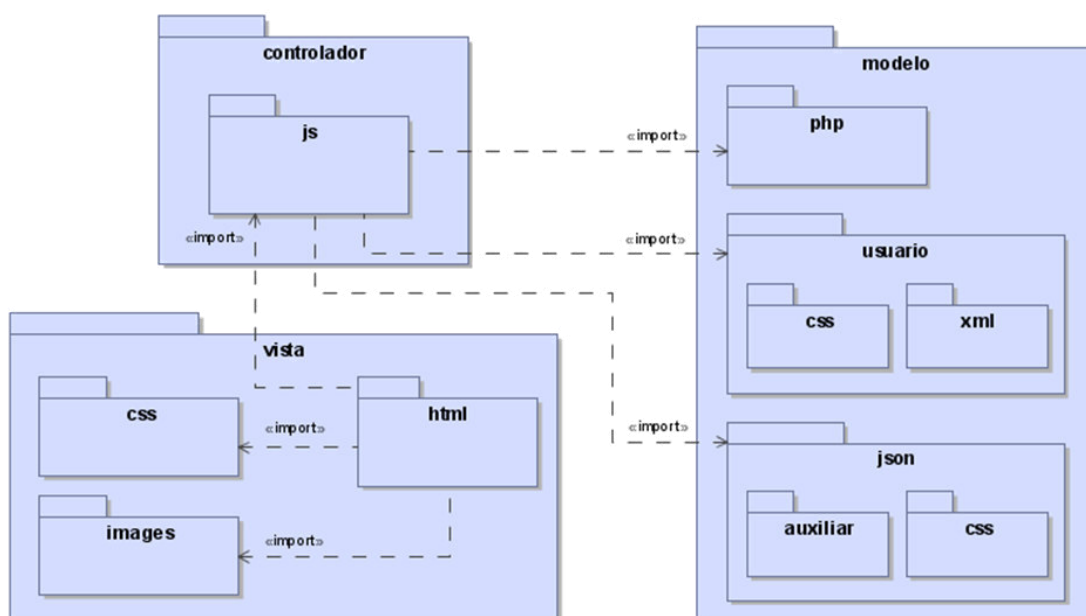 controlador
js
«import»
modelo
php
«import»
usuario
css
xml
«import»
json
auxiliar
css
«import»
vista
css
html
images
«import»
«import»